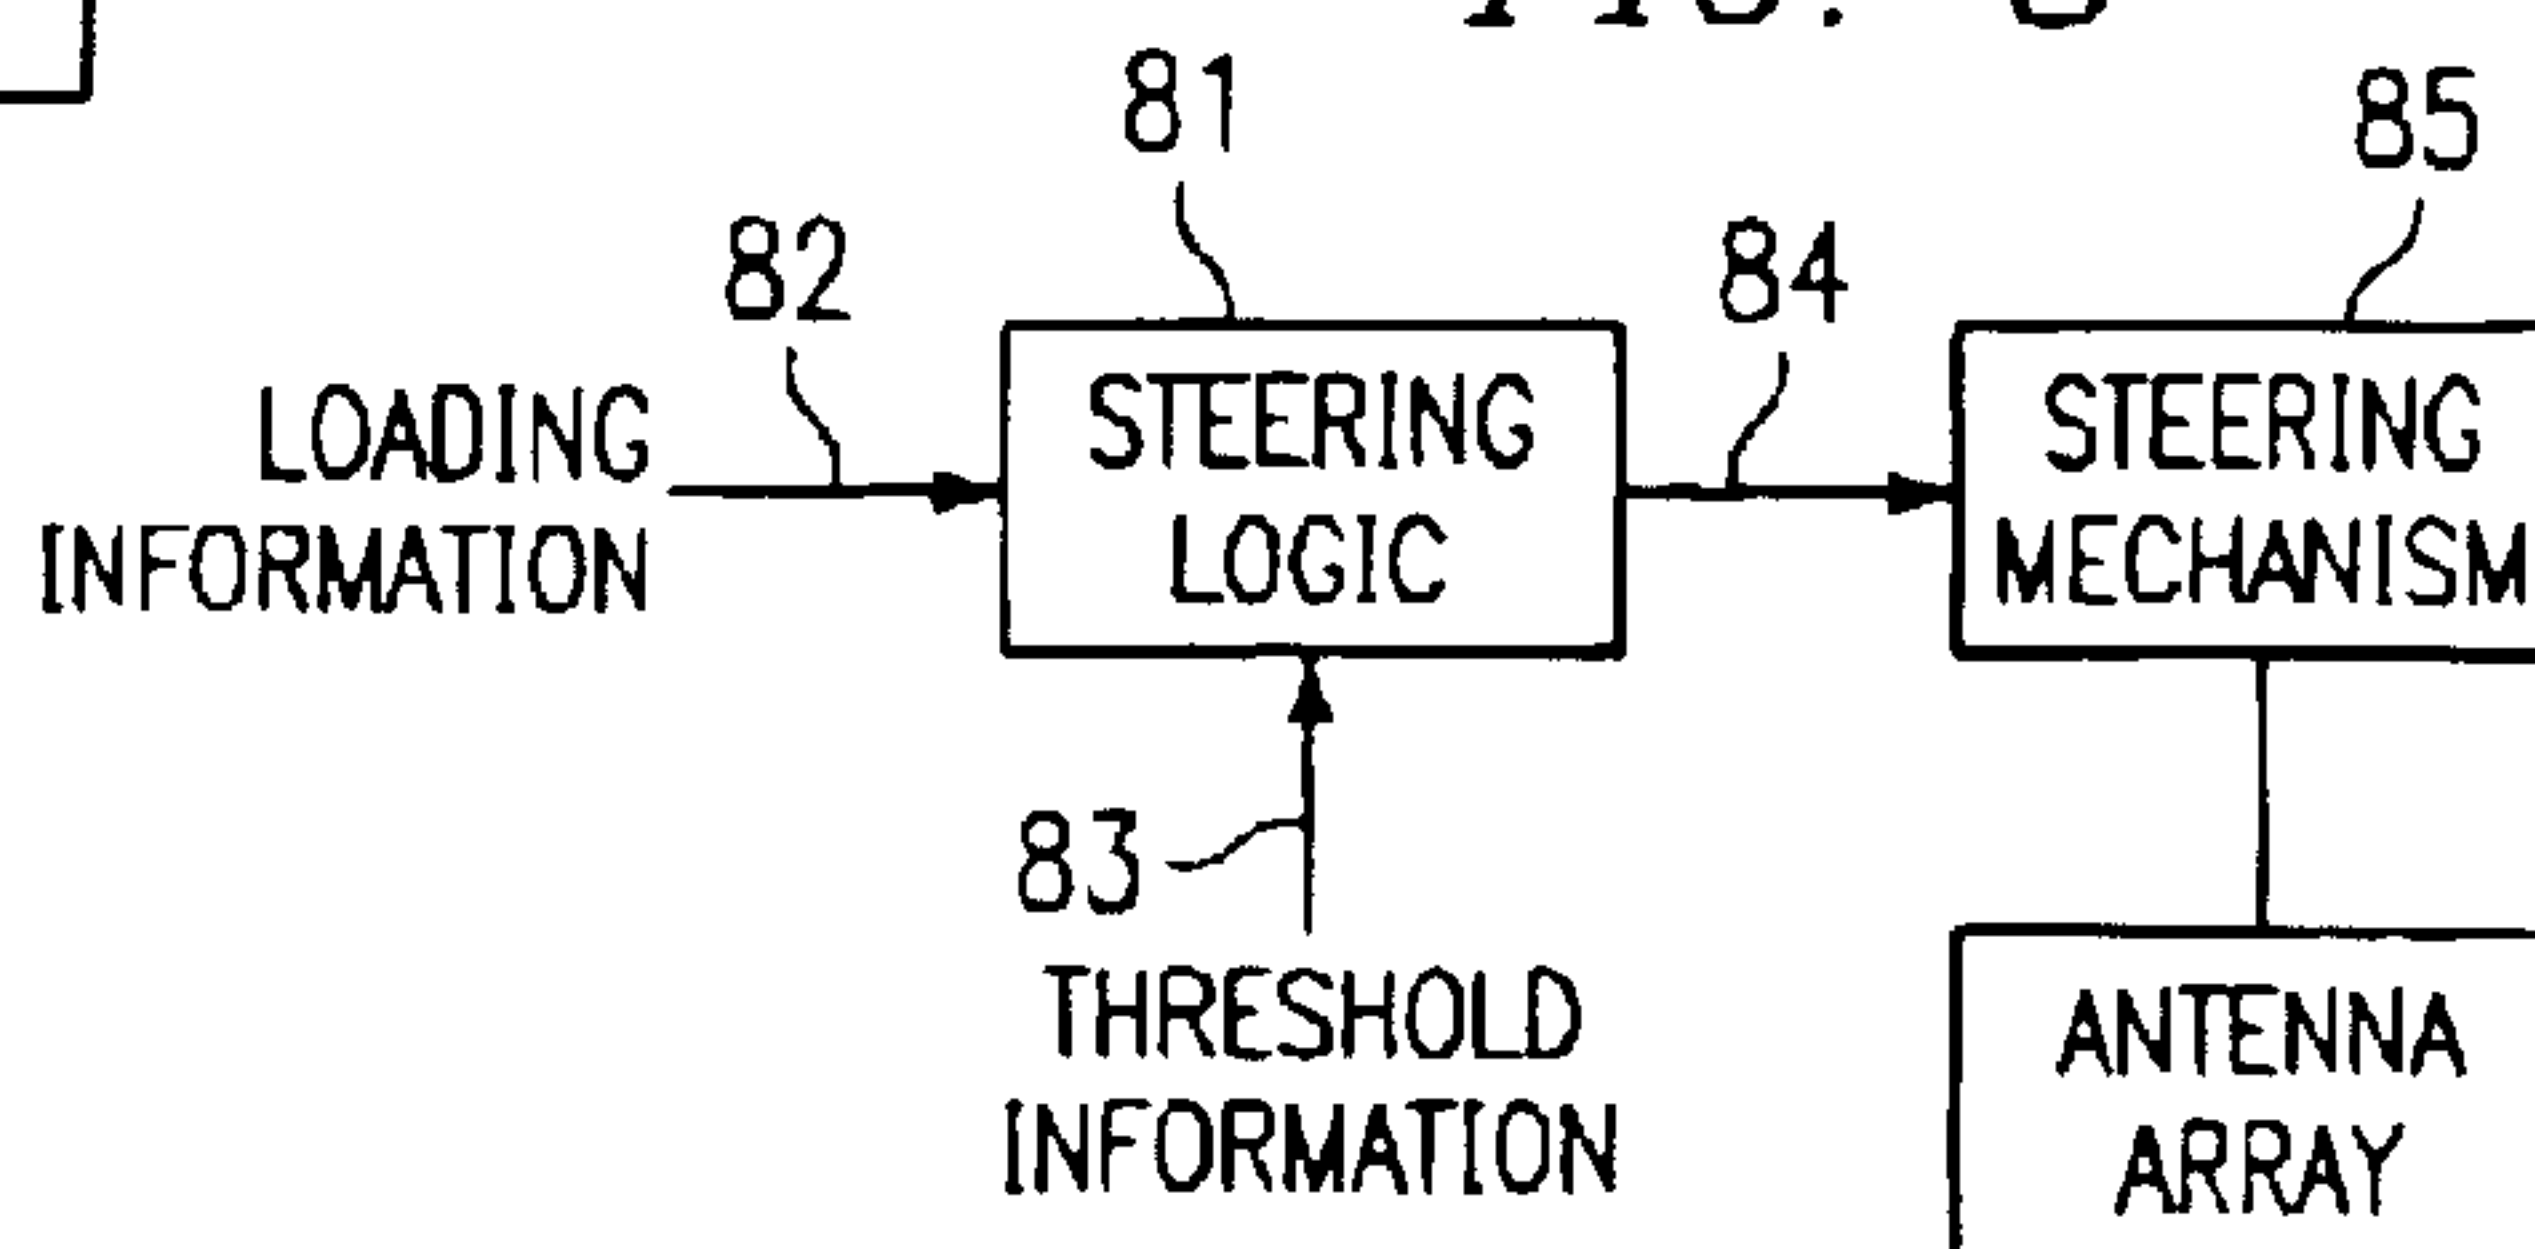 81
85
82
84
LOADING
INFORMATION
STEERING
LOGIC
STEERING
MECHANISM
83
THRESHOLD
INFORMATION
ANTENNA
ARRAY